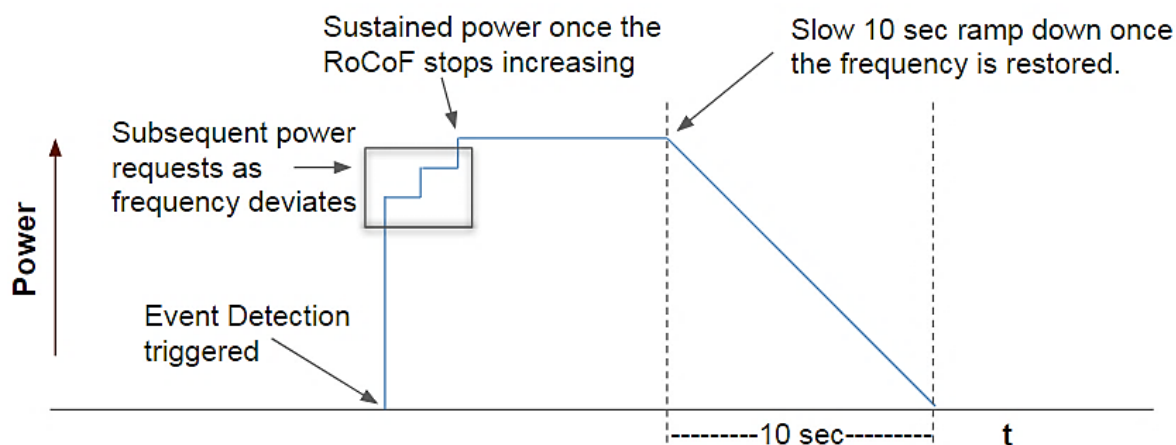 Sustained power once the
RoCoF stops increasing
Slow 10 sec ramp down once
the frequency is restored.
Subsequent power
requests as
frequency deviates
Power
Event Detection
triggered
---------10 sec---------
t